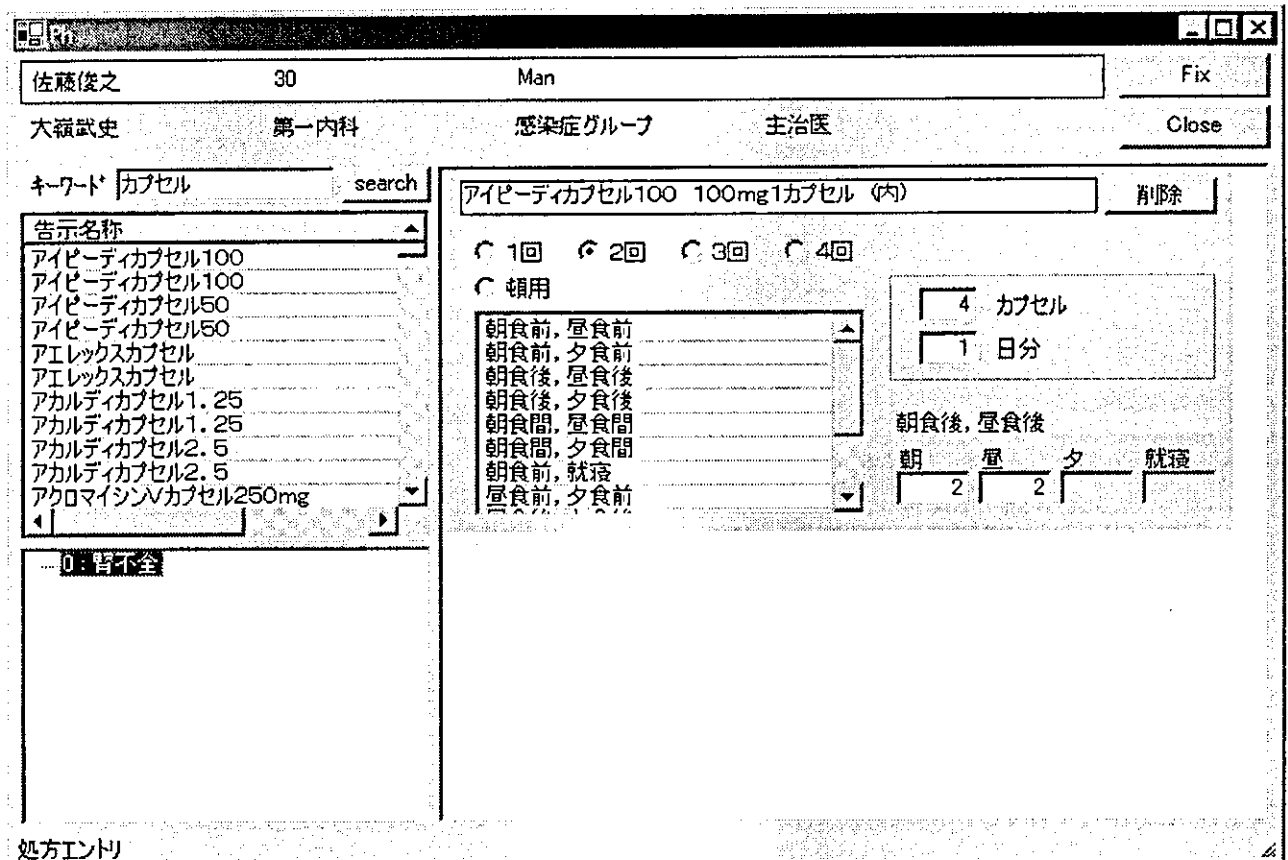 Ph
佐藤俊之 30 Man Fix
大嶺武史 第一内科 感染症グループ 主治医 Close
キーワード カプセル search
告示名称
アイピーディカプセル100
アイピーディカプセル100
アイピーディカプセル50
アイピーディカプセル50
アエレックスカプセル
アエレックスカプセル
アカルディカプセル1.25
アカルディカプセル1.25
アカルディカプセル2.5
アカルディカプセル2.5
アクロマイシンVカプセル250mg
0:腎不全
アイピーディカプセル100 100mg1カプセル (内) 削除
1回 2回 3回 4回
頓用
朝食前,昼食前
朝食前,夕食前
朝食後,昼食後
朝食後,夕食後
朝食間,昼食間
朝食間,夕食間
朝食前,就寝
昼食前,夕食前
4 カプセル
1 日分
朝食後,昼食後
朝 昼 夕 就寝
2 2
処方エントリ